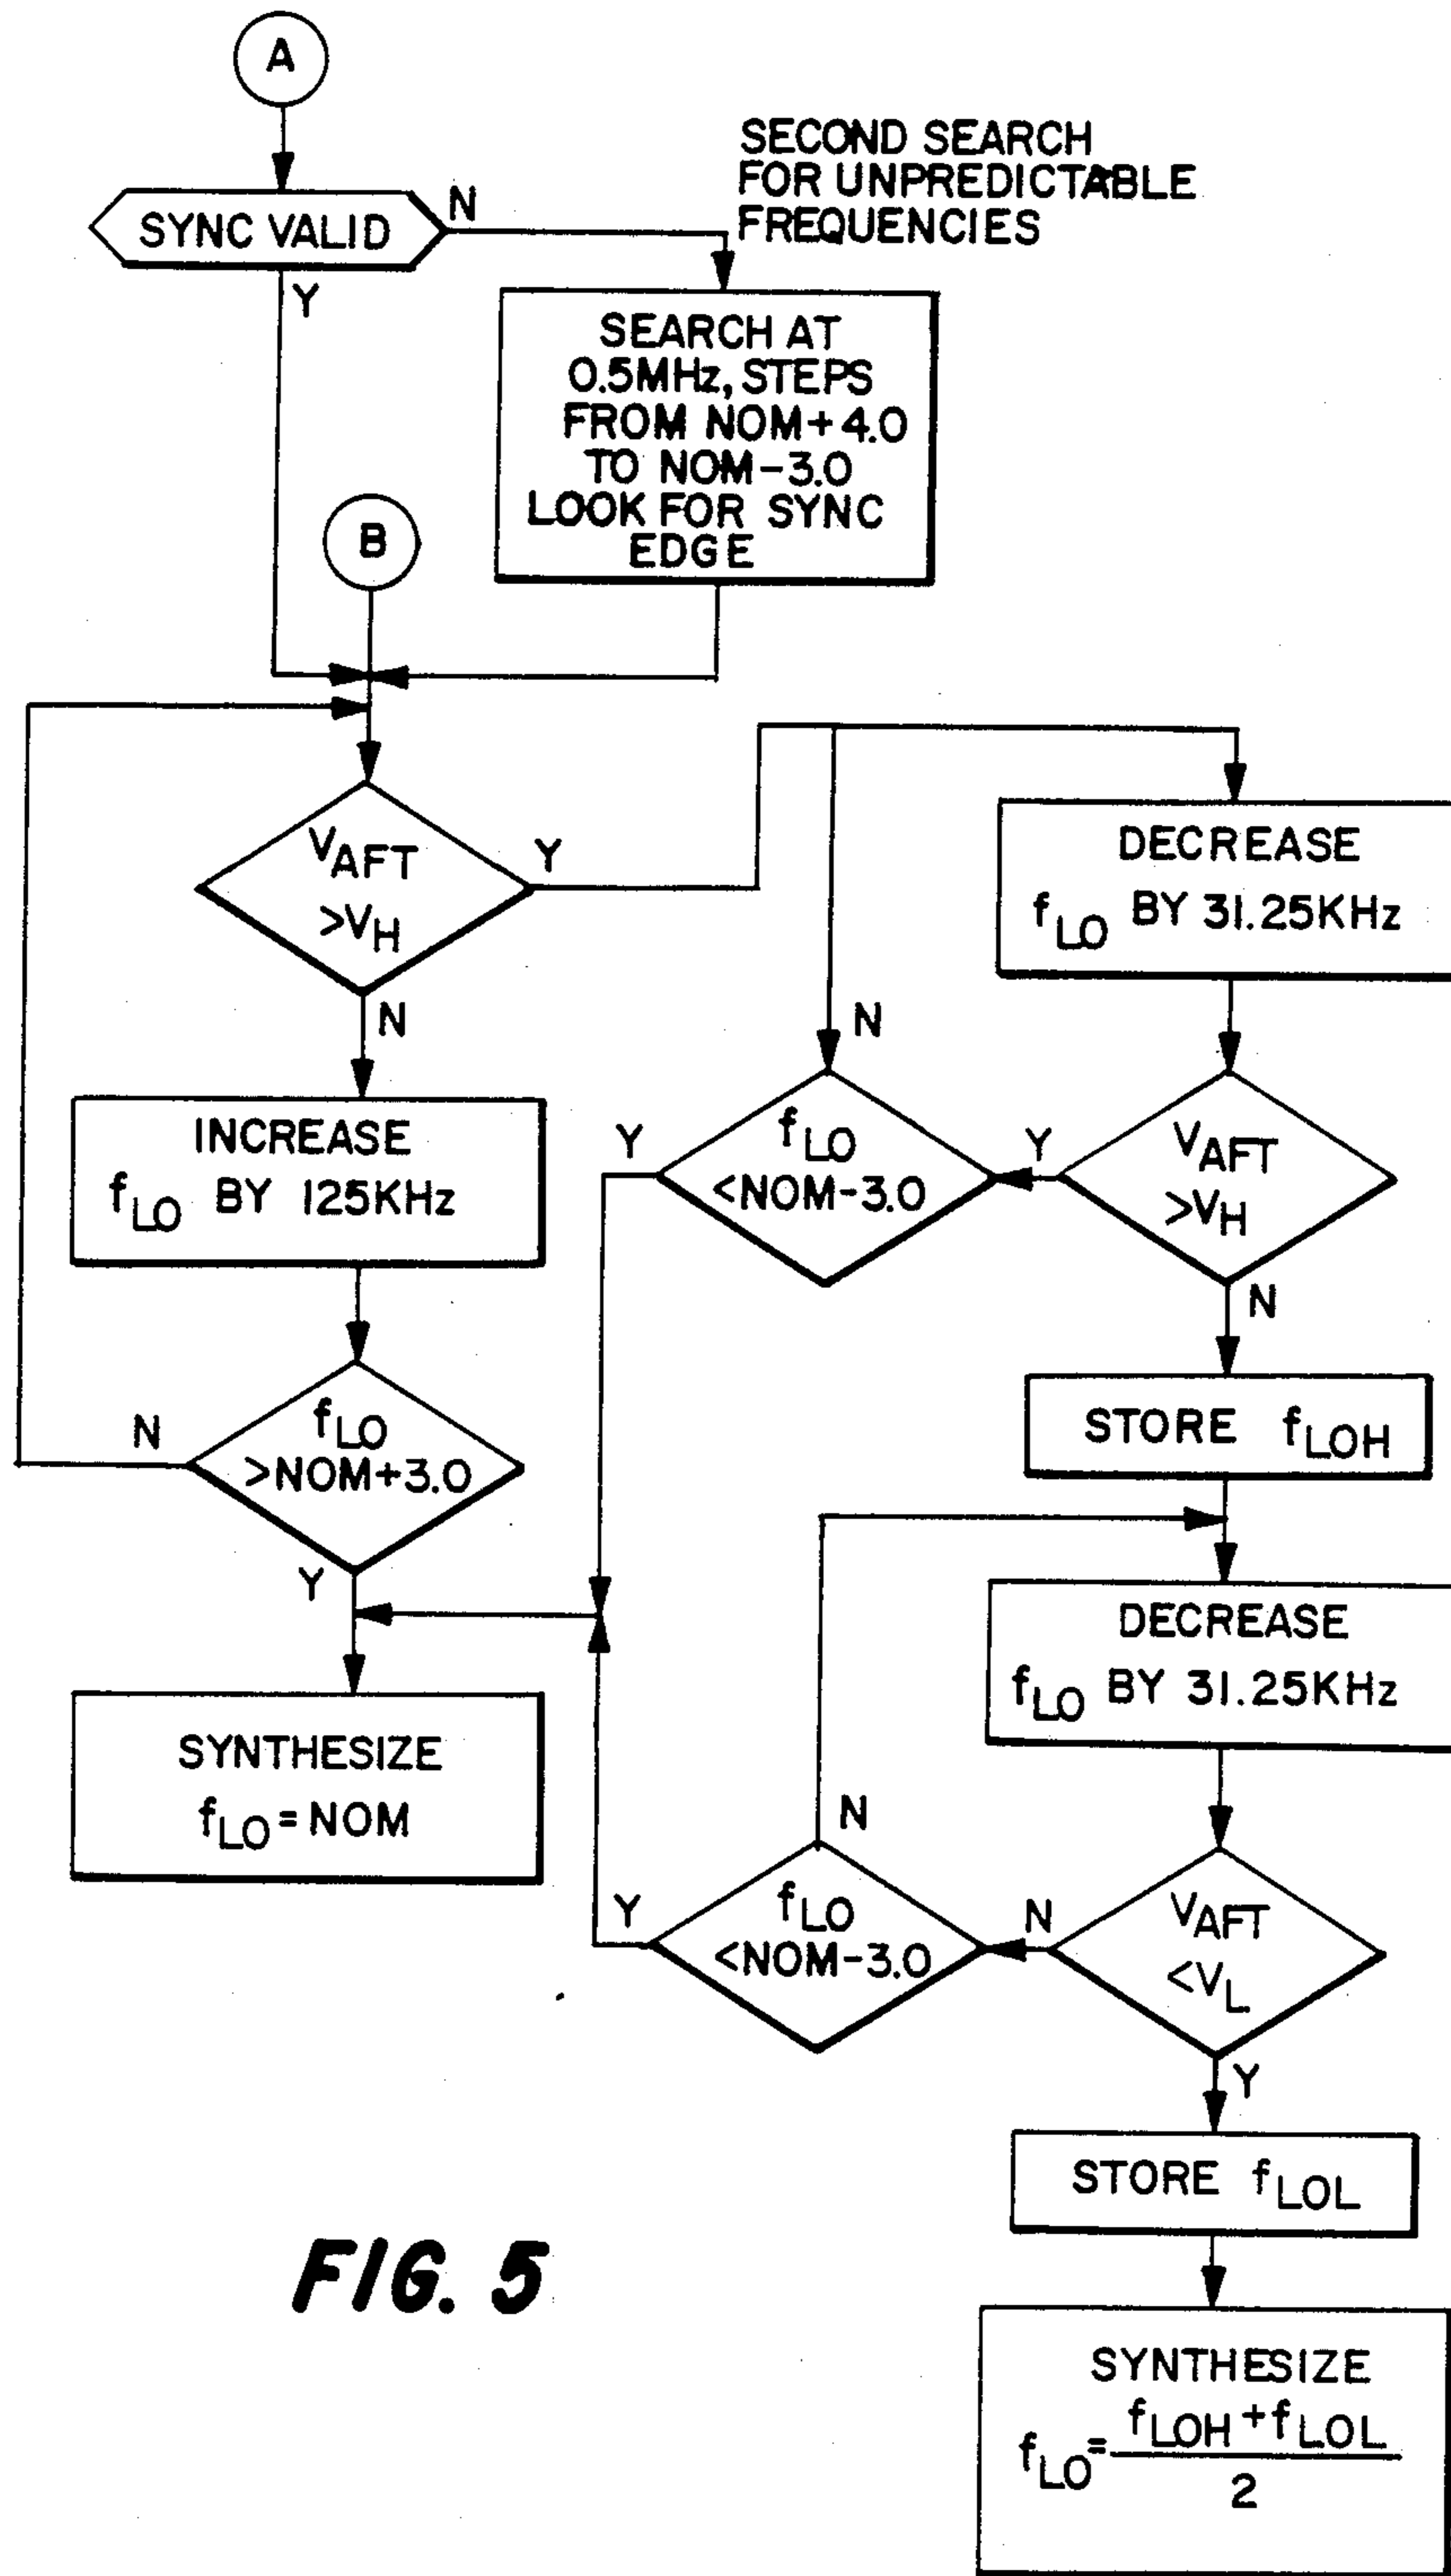 A
SECOND SEARCH
FOR UNPREDICTABLE
FREQUENCIES
SYNC VALID
N
Y
SEARCH AT
0.5MHz, STEPS
FROM NOM+4.0
TO NOM-3.0
LOOK FOR SYNC
EDGE
B
VAFT
>VH
Y
N
DECREASE
fLO BY 31.25KHz
INCREASE
fLO BY 125KHz
N
fLO
<NOM-3.0
Y
Y
VAFT
>VH
N
fLO
>NOM+3.0
N
Y
STORE fLOH
DECREASE
fLO BY 31.25KHz
SYNTHESIZE
fLO=NOM
N
fLO
<NOM-3.0
Y
N
VAFT
<VL
Y
STORE fLOL
SYNTHESIZE
fLO= fLOH+fLOL
2
FIG. 5